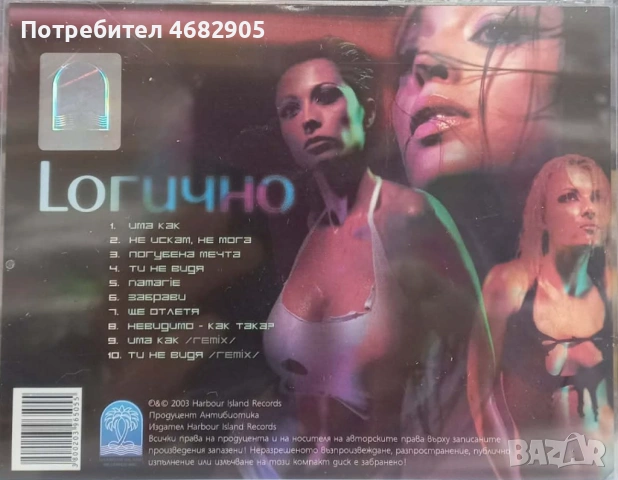 Потребител 4682905
Loгично
1. има как
2. не искам, не мога
3. погубена мечта
4. ти не видя
5. namarie
6. забрави
7. ще отлетя
8. невидимо - как така?
9. има как /remix/
10. ти не видя /remix/
℗&© 2003 Harbour Island Records
Продуцент Антибиотика
Издател Harbour Island Records
Всички права на продуцента и на носителя на авторските права върху записаните
произведения запазени! Неразрешеното възпроизвеждане, разпространение, публично
изпълнение или излъчване на този компакт диск е забранено!
BAZAR